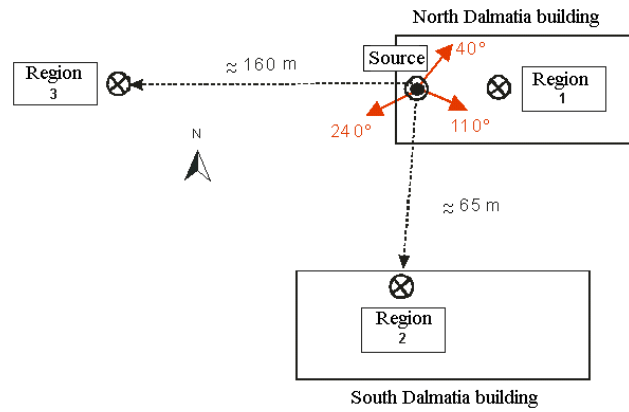 North Dalmatia building
Source
40°
Region
3
≈ 160 m
Region
1
240°
110°
N
≈ 65 m
Region
2
South Dalmatia building